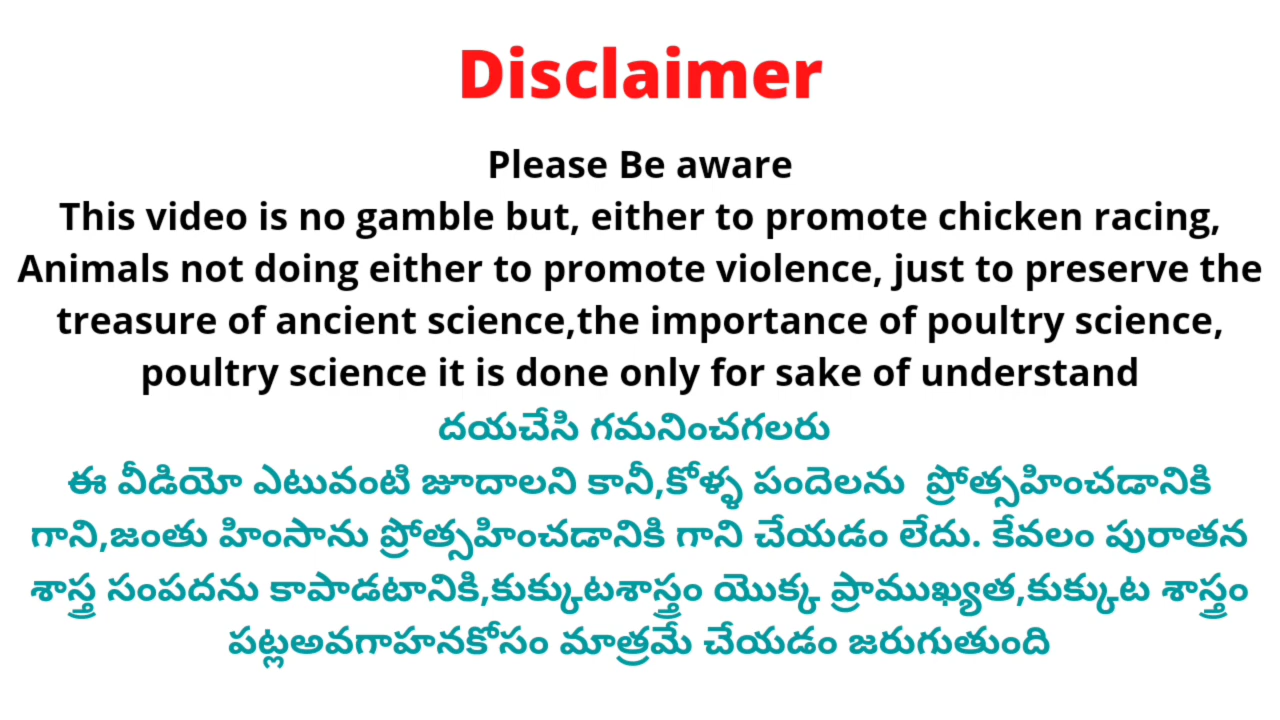 Disclaimer
Please Be aware
This video is no gamble but, either to promote chicken racing,
Animals not doing either to promote violence, just to preserve the
treasure of ancient science,the importance of poultry science,
poultry science it is done only for sake of understand
దయచేసి గమనించగలరు
ఈ వీడియో ఎటువంటి జూదాలని కానీ,కోళ్ళ పందెలను ప్రోత్సహించడానికి
గాని,జంతు హింసాను ప్రోత్సహించడానికి గాని చేయడం లేదు. కేవలం పురాతన
శాస్త్ర సంపదను కాపాడటానికి,కుక్కుటశాస్త్రం యొక్క ప్రాముఖ్యత,కుక్కుట శాస్త్రం
పట్లఅవగాహనకోసం మాత్రమే చేయడం జరుగుతుంది